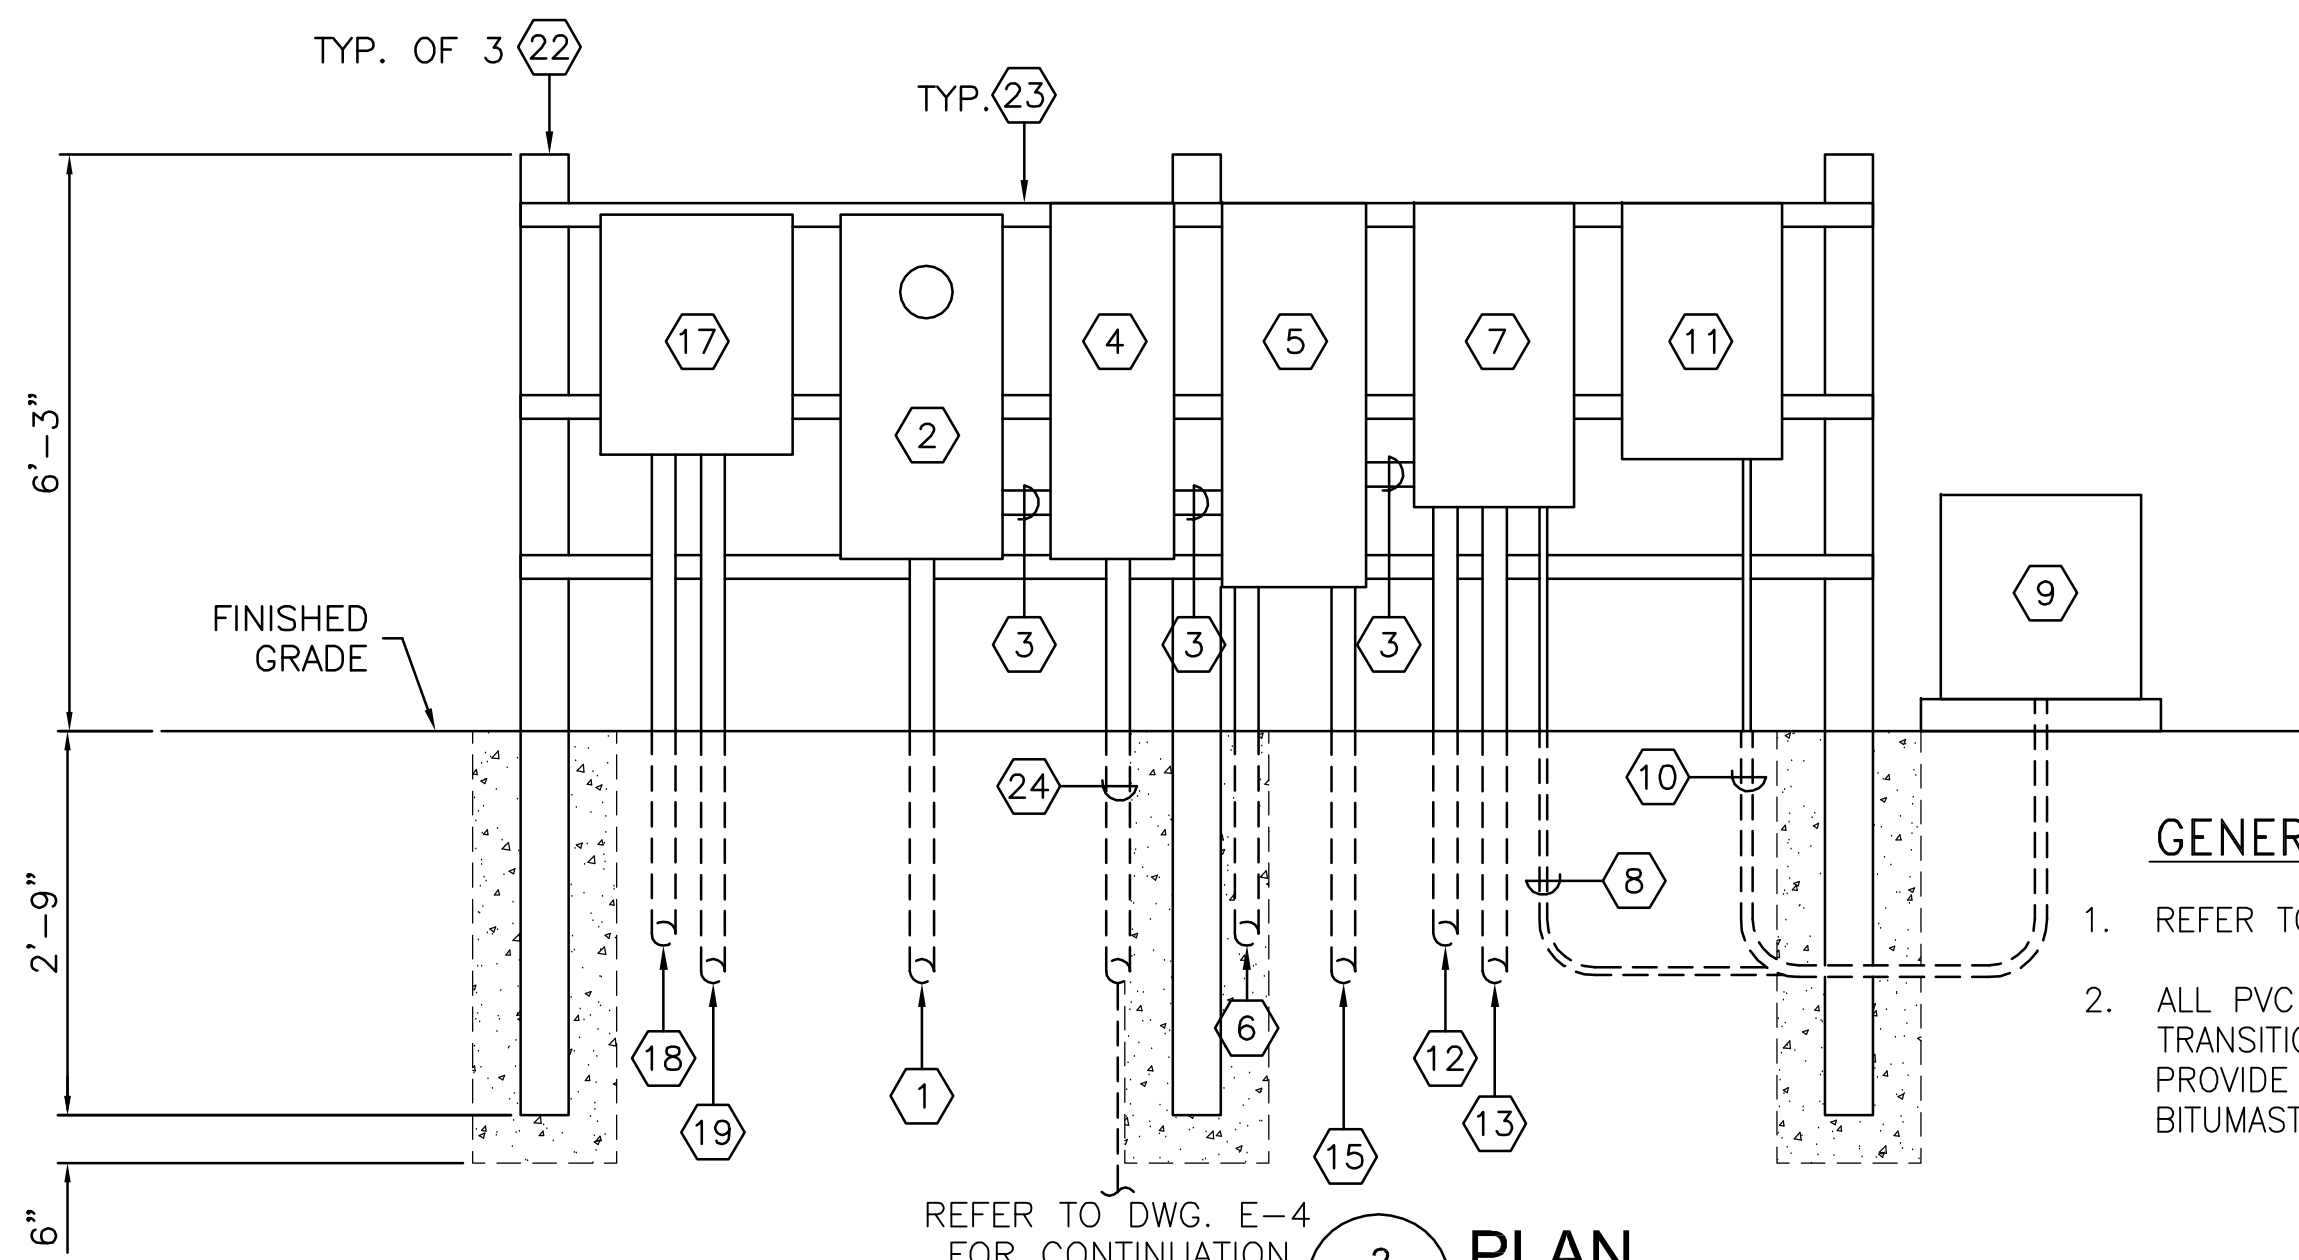 TYP. OF 3 22
TYP. 23
17
2
4
5
7
11
9
6'-3"
3
3
3
FINISHED
GRADE
24
10
8
2'-9"
18
19
1
6
15
12
13
GENER
1. REFER TO
2. ALL PVC
TRANSITIO
PROVIDE
BITUMAST
6"
REFER TO DWG. E-4
FOR CONTINUATION
2
PLAN